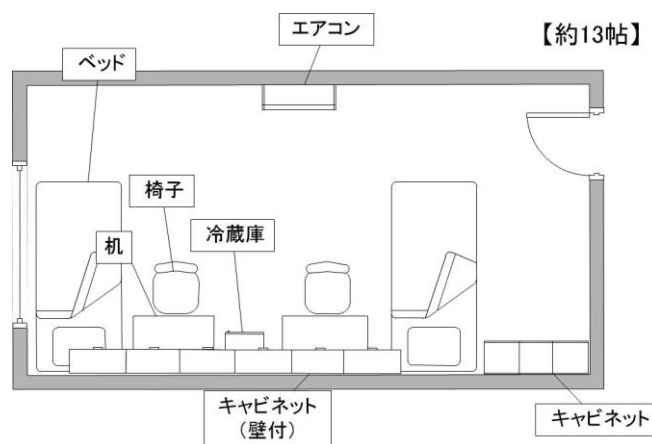 エアコン
【約13帖】
ベッド
椅子
冷蔵庫
机
キャビネット
（壁付）
キャビネット